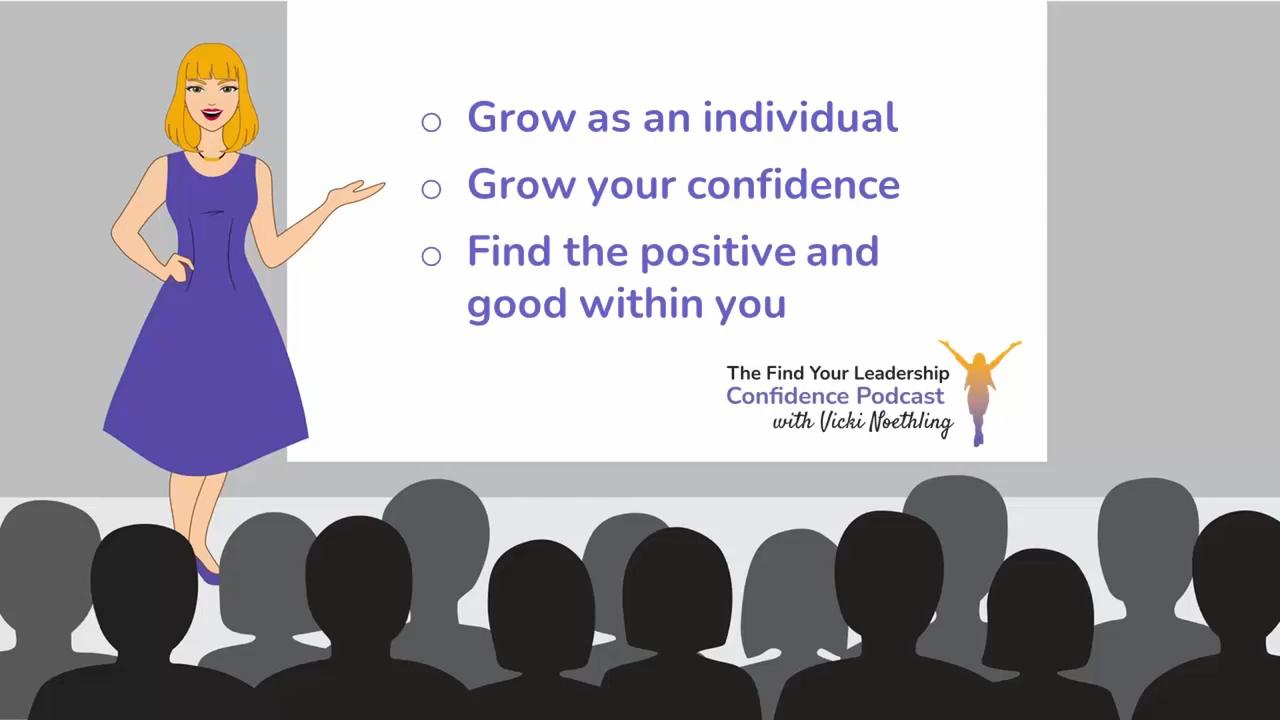 Grow as an individual
Grow your confidence
Find the positive and
good within you
The Find Your Leadership
Confidence Podcast
with Vicki Noethling